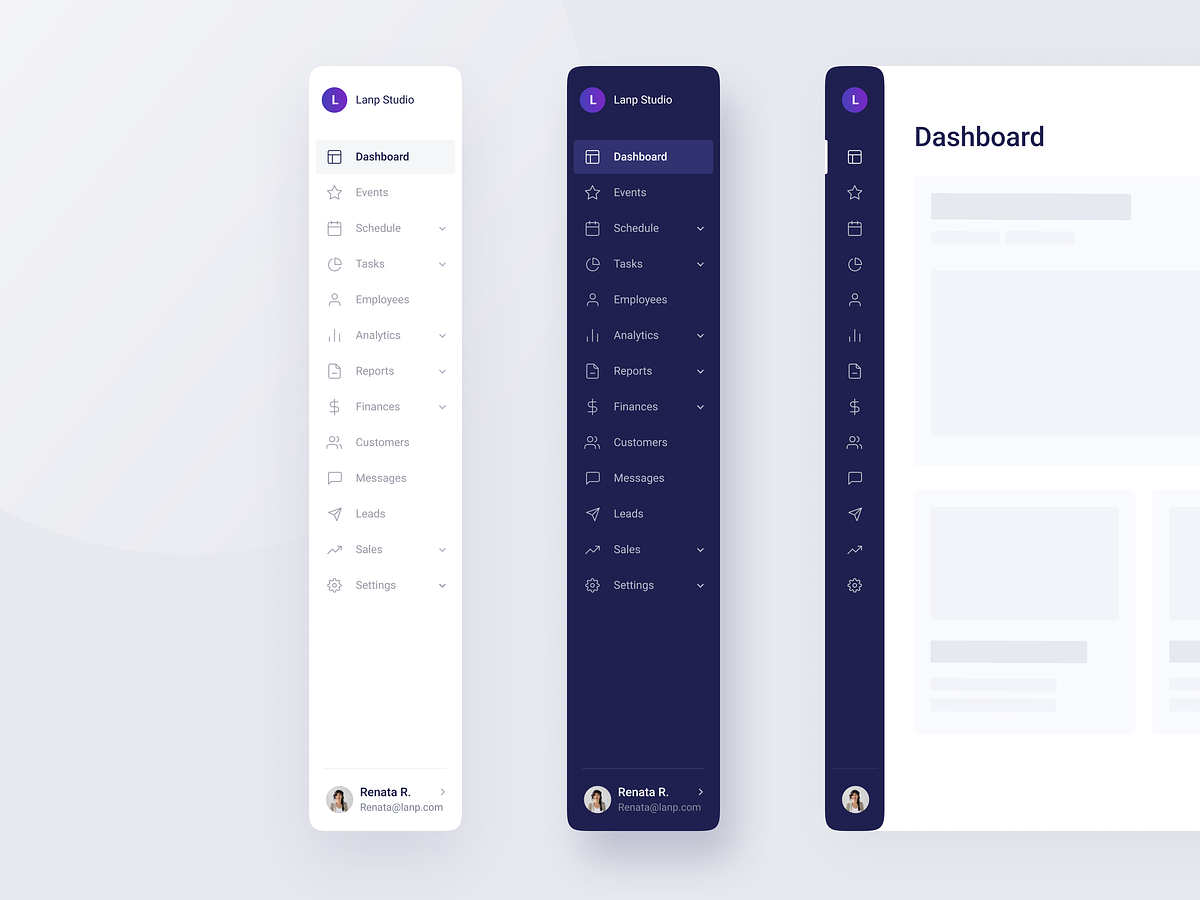 L Lanp Studio
Dashboard
Events
Schedule
Tasks
Employees
Analytics
Reports
Finances
Customers
Messages
Leads
Sales
Settings
Renata R.
Renata@lanp.com
L Lanp Studio
Dashboard
Events
Schedule
Tasks
Employees
Analytics
Reports
Finances
Customers
Messages
Leads
Sales
Settings
Renata R.
Renata@lanp.com
L
Dashboard